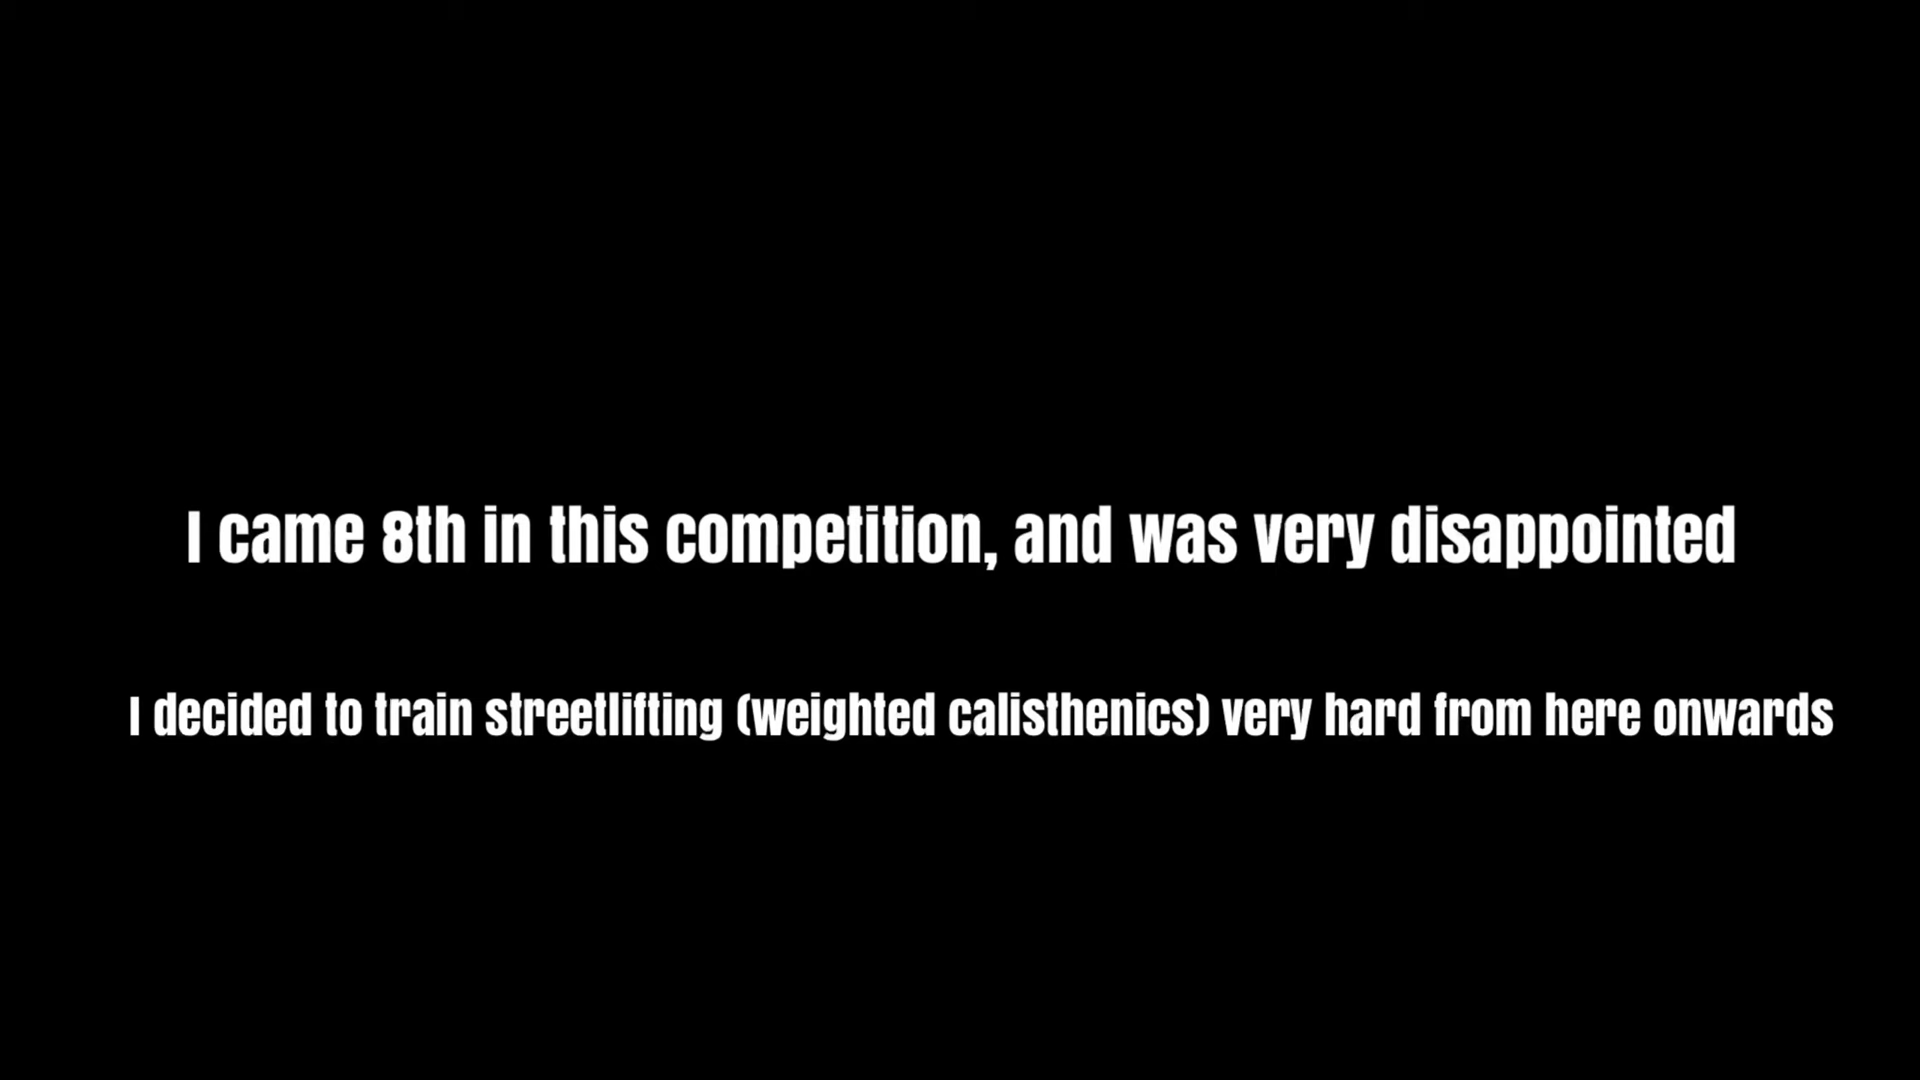 I came 8th in this competition, and was very disappointed
I decided to train streetlifting (weighted calisthenics) very hard from here onwards